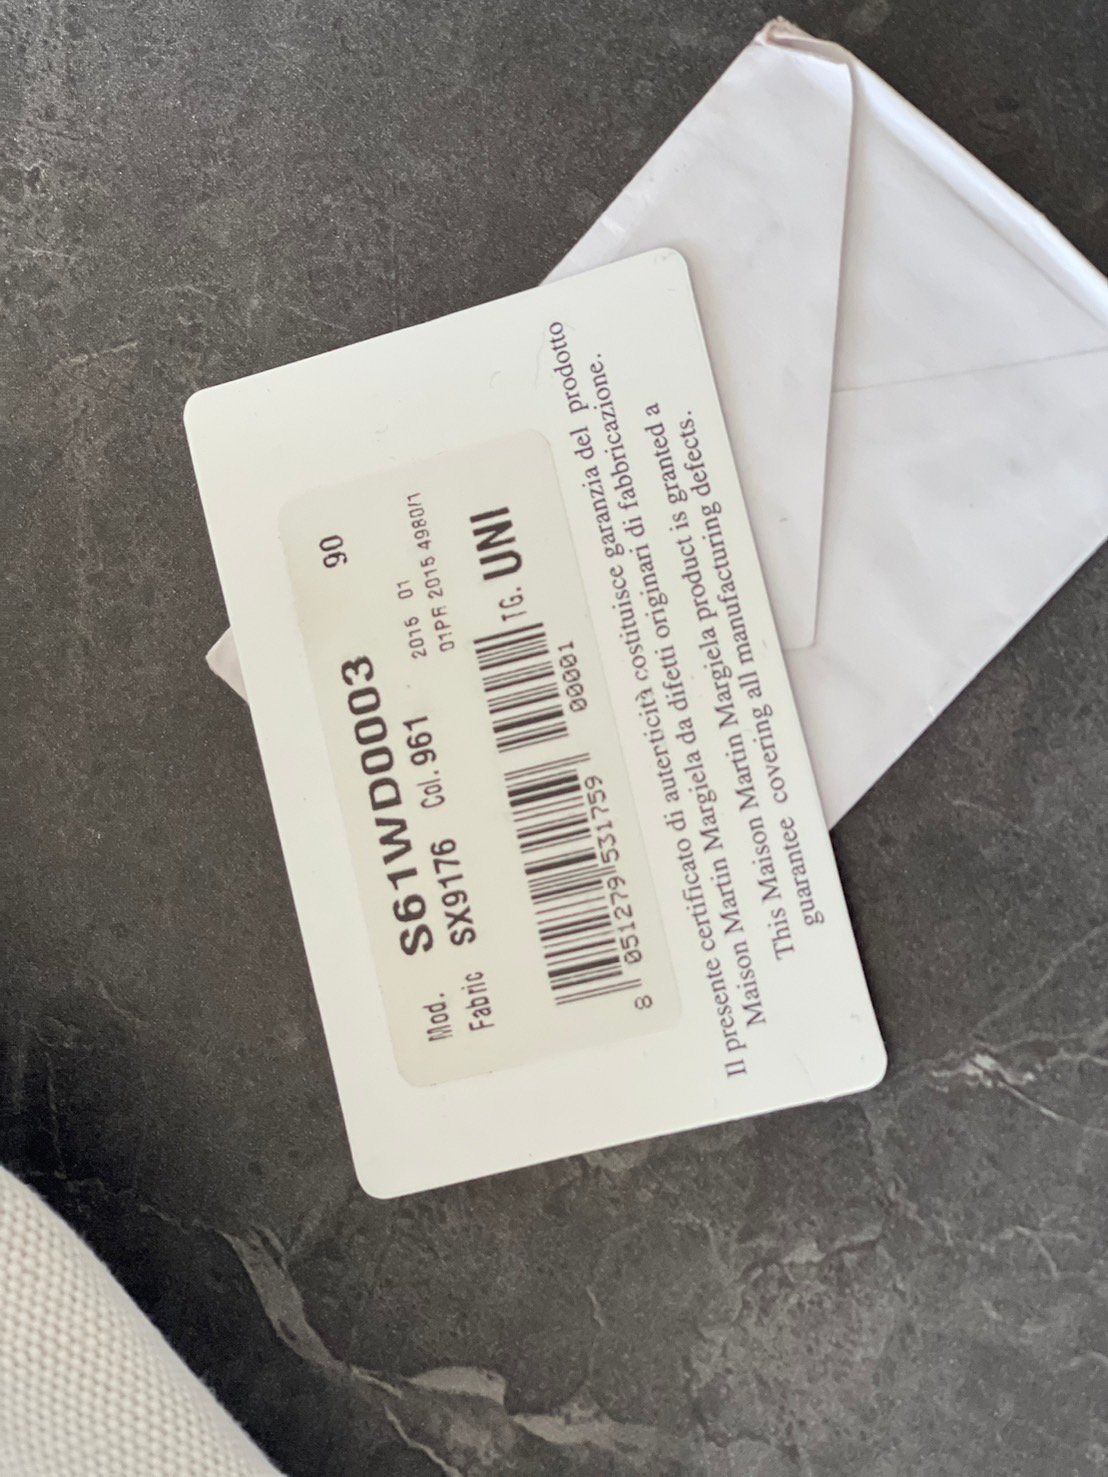 90
Mod. S61WD0003
Fabric SX9176 Col. 961 2016 01
01PR 2015 4980/1
TG. UNI
8 051279 531759 00001
Il presente certificato di autenticità costituisce garanzia del prodotto
Maison Martin Margiela da difetti originari di fabbricazione.
This Maison Martin Margiela product is granted a
guarantee covering all manufacturing defects.